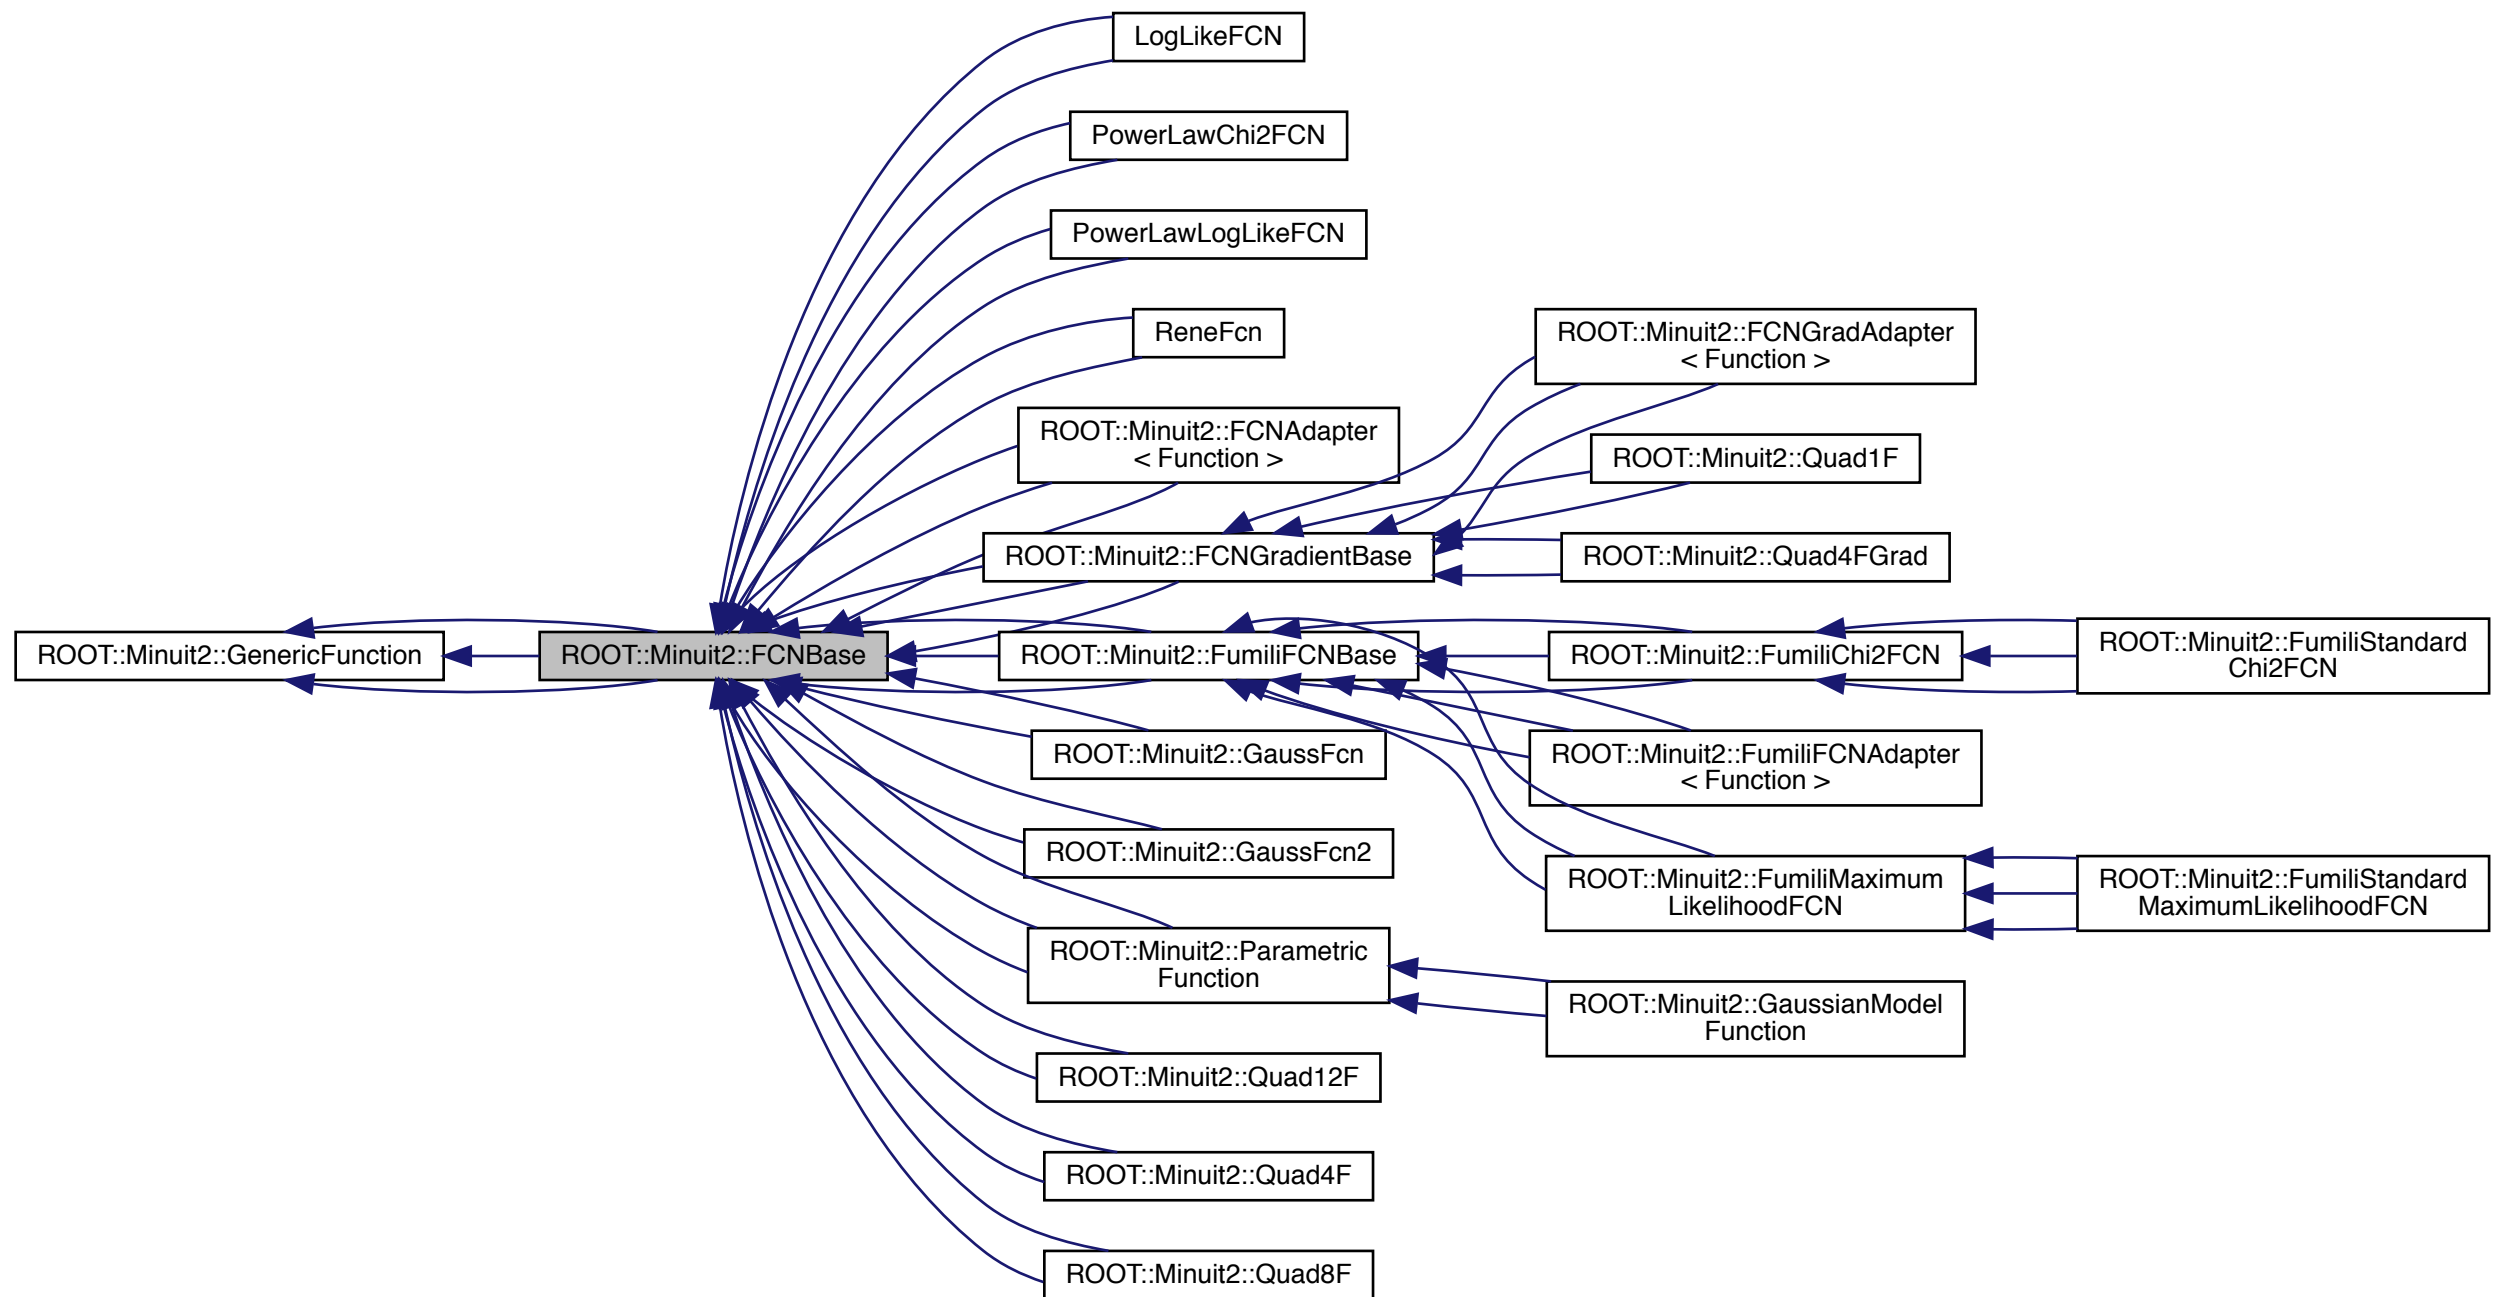 LogLikeFCN
PowerLawChi2FCN
PowerLawLogLikeFCN
ReneFcn
ROOT::Minuit2::FCNAdapter
< Function >
ROOT::Minuit2::FCNGradientBase
ROOT::Minuit2::FCNGradAdapter
< Function >
ROOT::Minuit2::Quad1F
ROOT::Minuit2::Quad4FGrad
ROOT::Minuit2::GenericFunction
ROOT::Minuit2::FCNBase
ROOT::Minuit2::FumiliFCNBase
ROOT::Minuit2::FumiliChi2FCN
ROOT::Minuit2::FumiliStandard
Chi2FCN
ROOT::Minuit2::GaussFcn
ROOT::Minuit2::FumiliFCNAdapter
< Function >
ROOT::Minuit2::GaussFcn2
ROOT::Minuit2::FumiliMaximum
LikelihoodFCN
ROOT::Minuit2::FumiliStandard
MaximumLikelihoodFCN
ROOT::Minuit2::Parametric
Function
ROOT::Minuit2::GaussianModel
Function
ROOT::Minuit2::Quad12F
ROOT::Minuit2::Quad4F
ROOT::Minuit2::Quad8F